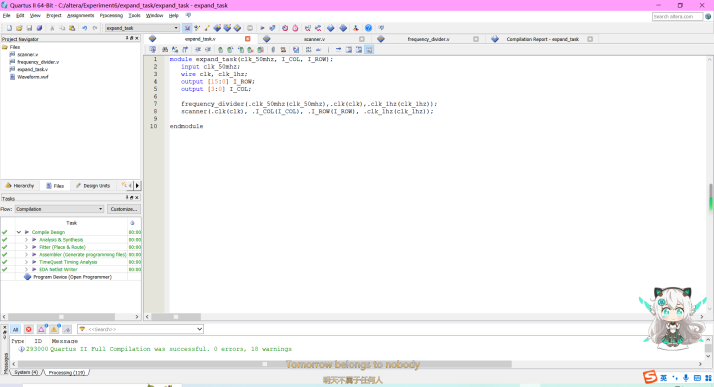 Quartus II 64-Bit - C:/altera/Experiment6/expand_task/expand_task - expand_task
File Edit View Project Assignments Processing Tools Window Help
Search altera.com
expand_task
Project Navigator
Files
scanner.v
frequency_divider.v
expand_task.v
Waveform.vwf
Hierarchy Files Design Units
Tasks
Flow: Compilation Customize...
Task
Compile Design 00:00
Analysis & Synthesis 00:00
Fitter (Place & Route) 00:00
Assembler (Generate programming files) 00:00
TimeQuest Timing Analysis 00:00
EDA Netlist Writer 00:00
Program Device (Open Programmer)
expand_task.v scanner.v frequency_divider.v Compilation Report - expand_task
1 module expand_task(clk_50mhz, I_COL, I_ROW);
2 input clk_50mhz;
3 wire clk, clk_1hz;
4 output [15:0] I_ROW;
5 output [3:0] I_COL;
6
7 frequency_divider(.clk_50mhz(clk_50mhz),.clk(clk),.clk_1hz(clk_1hz));
8 scanner(.clk(clk), .I_COL(I_COL), .I_ROW(I_ROW), .clk_1hz(clk_1hz));
9
10 endmodule
All <<Search>>
Type ID Message
293000 Quartus II Full Compilation was successful. 0 errors, 18 warnings
Messages
System (4) Processing (119)
Tomorrow belongs to nobody
明天不属于任何人
英